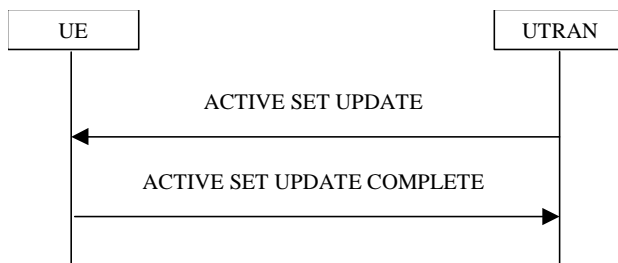 UE
UTRAN
ACTIVE SET UPDATE
ACTIVE SET UPDATE COMPLETE